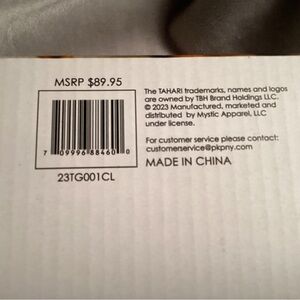 MSRP $89.95
7 09996 88460 0
23TG001CL
The TAHARI trademarks, names and logos
are owned by TBH Brand Holdings LLC.
© 2023 Manufactured, marketed and
distributed by Mystic Apparel, LLC
under license.
For customer service please contact:
customerservice@pkpny.com
MADE IN CHINA